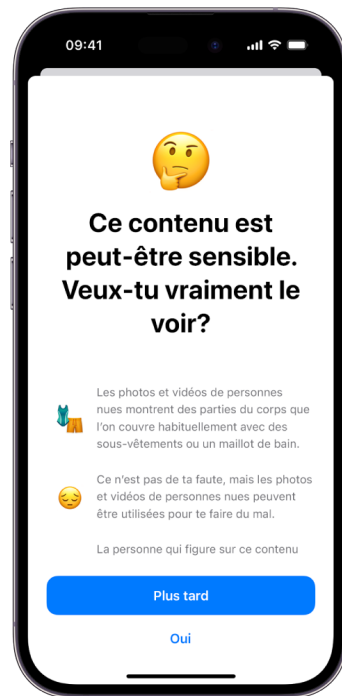 09:41
Ce contenu est
peut-être sensible.
Veux-tu vraiment le
voir?
Les photos et vidéos de personnes
nues montrent des parties du corps que
l'on couvre habituellement avec des
sous-vêtements ou un maillot de bain.
Ce n'est pas de ta faute, mais les photos
et vidéos de personnes nues peuvent
être utilisées pour te faire du mal.
La personne qui figure sur ce contenu
Plus tard
Oui